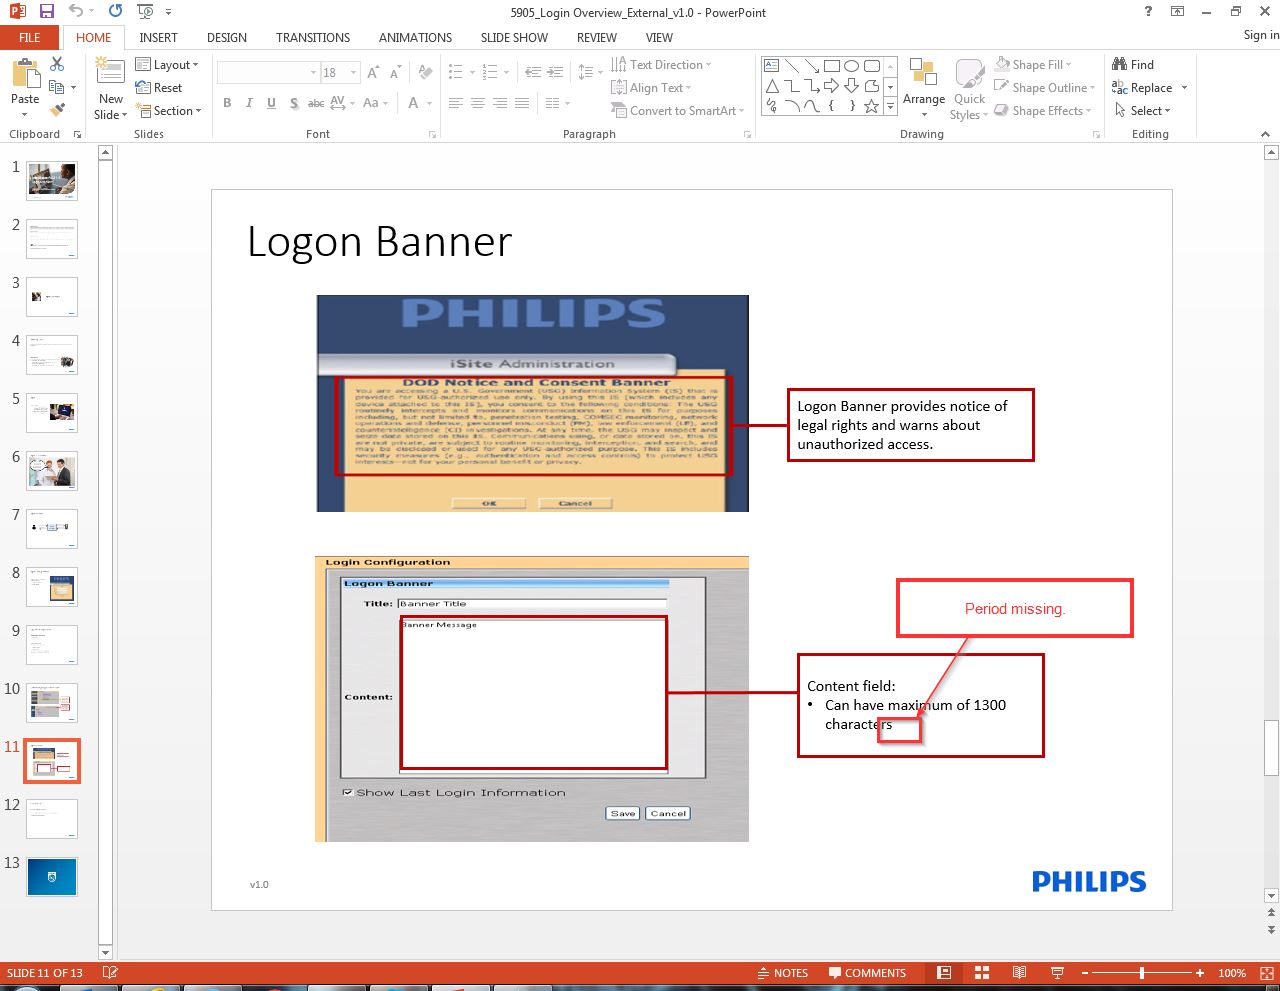 5905_Login Overview_External_v1.0 - PowerPoint
FILE HOME INSERT DESIGN TRANSITIONS ANIMATIONS SLIDE SHOW REVIEW VIEW Sign in
Paste
New Slide
Layout
Reset
Section
18
B I U S abc AV Aa A
Text Direction
Align Text
Convert to SmartArt
Arrange
Quick Styles
Shape Fill
Shape Outline
Shape Effects
Find
Replace
Select
Clipboard Slides Font Paragraph Drawing Editing
1
2
3
4
5
6
7
8
9
10
11
12
13
Logon Banner
PHILIPS
iSite Administration
DOD Notice and Consent Banner
You are accessing a U.S. Government (USG) Information System (IS) that is
provided for USG-authorized use only. By using this IS (which includes any
device attached to this IS), you consent to the following conditions: The USG
routinely intercepts and monitors communications on this IS for purposes
including, but not limited to, penetration testing, COMSEC monitoring, network
operations and defense, personnel misconduct (PM), law enforcement (LE), and
counterintelligence (CI) investigations. At any time, the USG may inspect and
seize data stored on this IS. Communications using, or data stored on, this IS
are not private, are subject to routine monitoring, interception, and search, and
may be disclosed or used for any USG-authorized purpose. This IS includes
security measures (e.g., authentication and access controls) to protect USG
interests--not for your personal benefit or privacy.
OK Cancel
Logon Banner provides notice of
legal rights and warns about
unauthorized access.
Login Configuration
Logon Banner
Title: Banner Title
Banner Message
Content:
Show Last Login Information
Save Cancel
Period missing.
Content field:
• Can have maximum of 1300
characters
v1.0
PHILIPS
SLIDE 11 OF 13 NOTES COMMENTS 100%